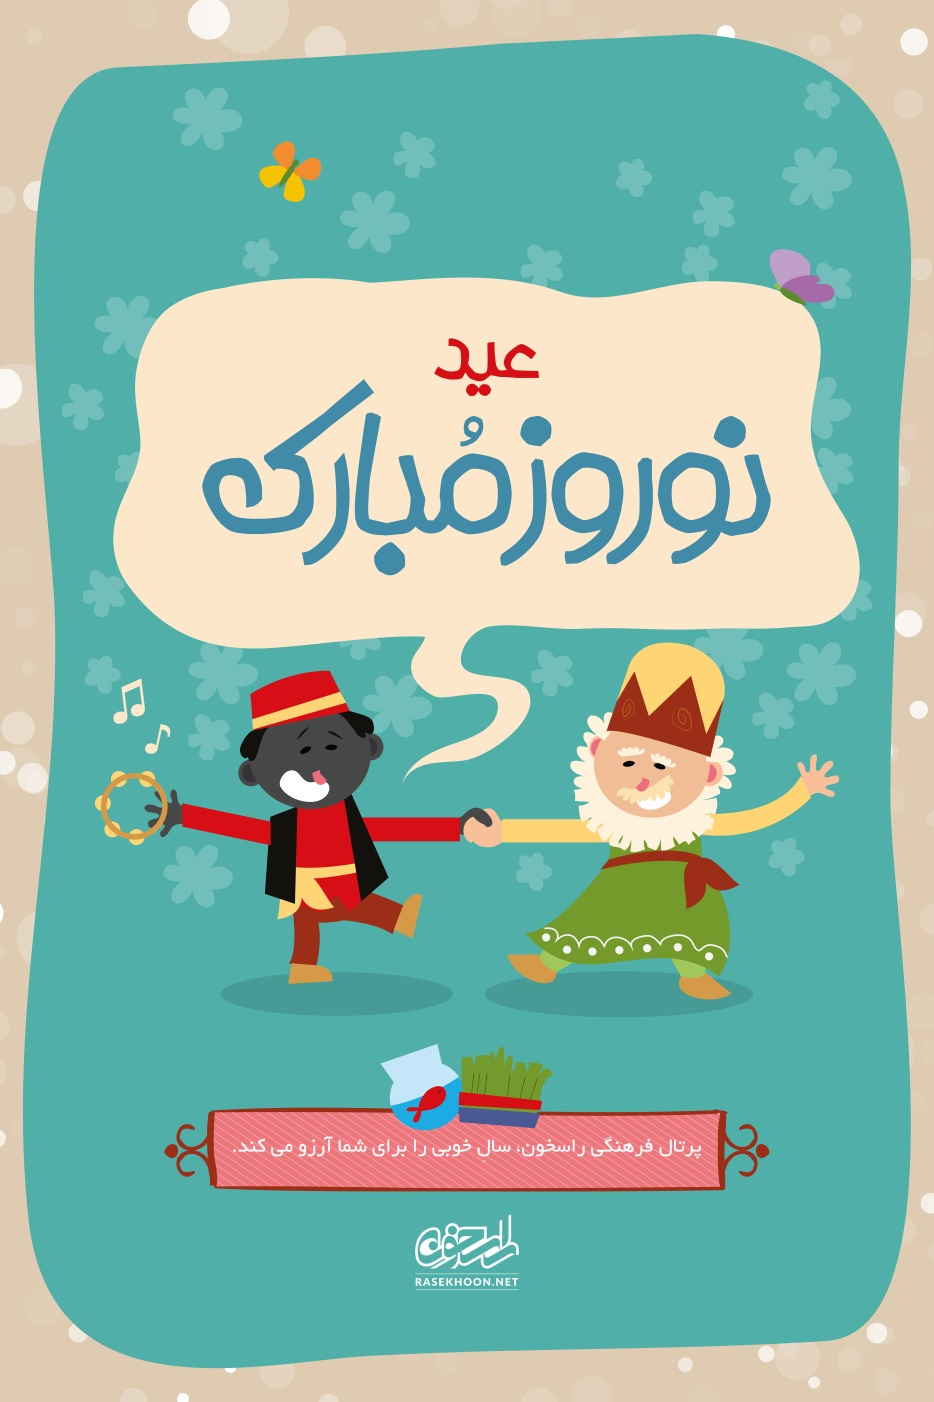 عید
نوروز مُبارک
پرتال فرهنگی راسخون، سالِ خوبی را برای شما آرزو می کند.
راسخون
RASEKHOON.NET